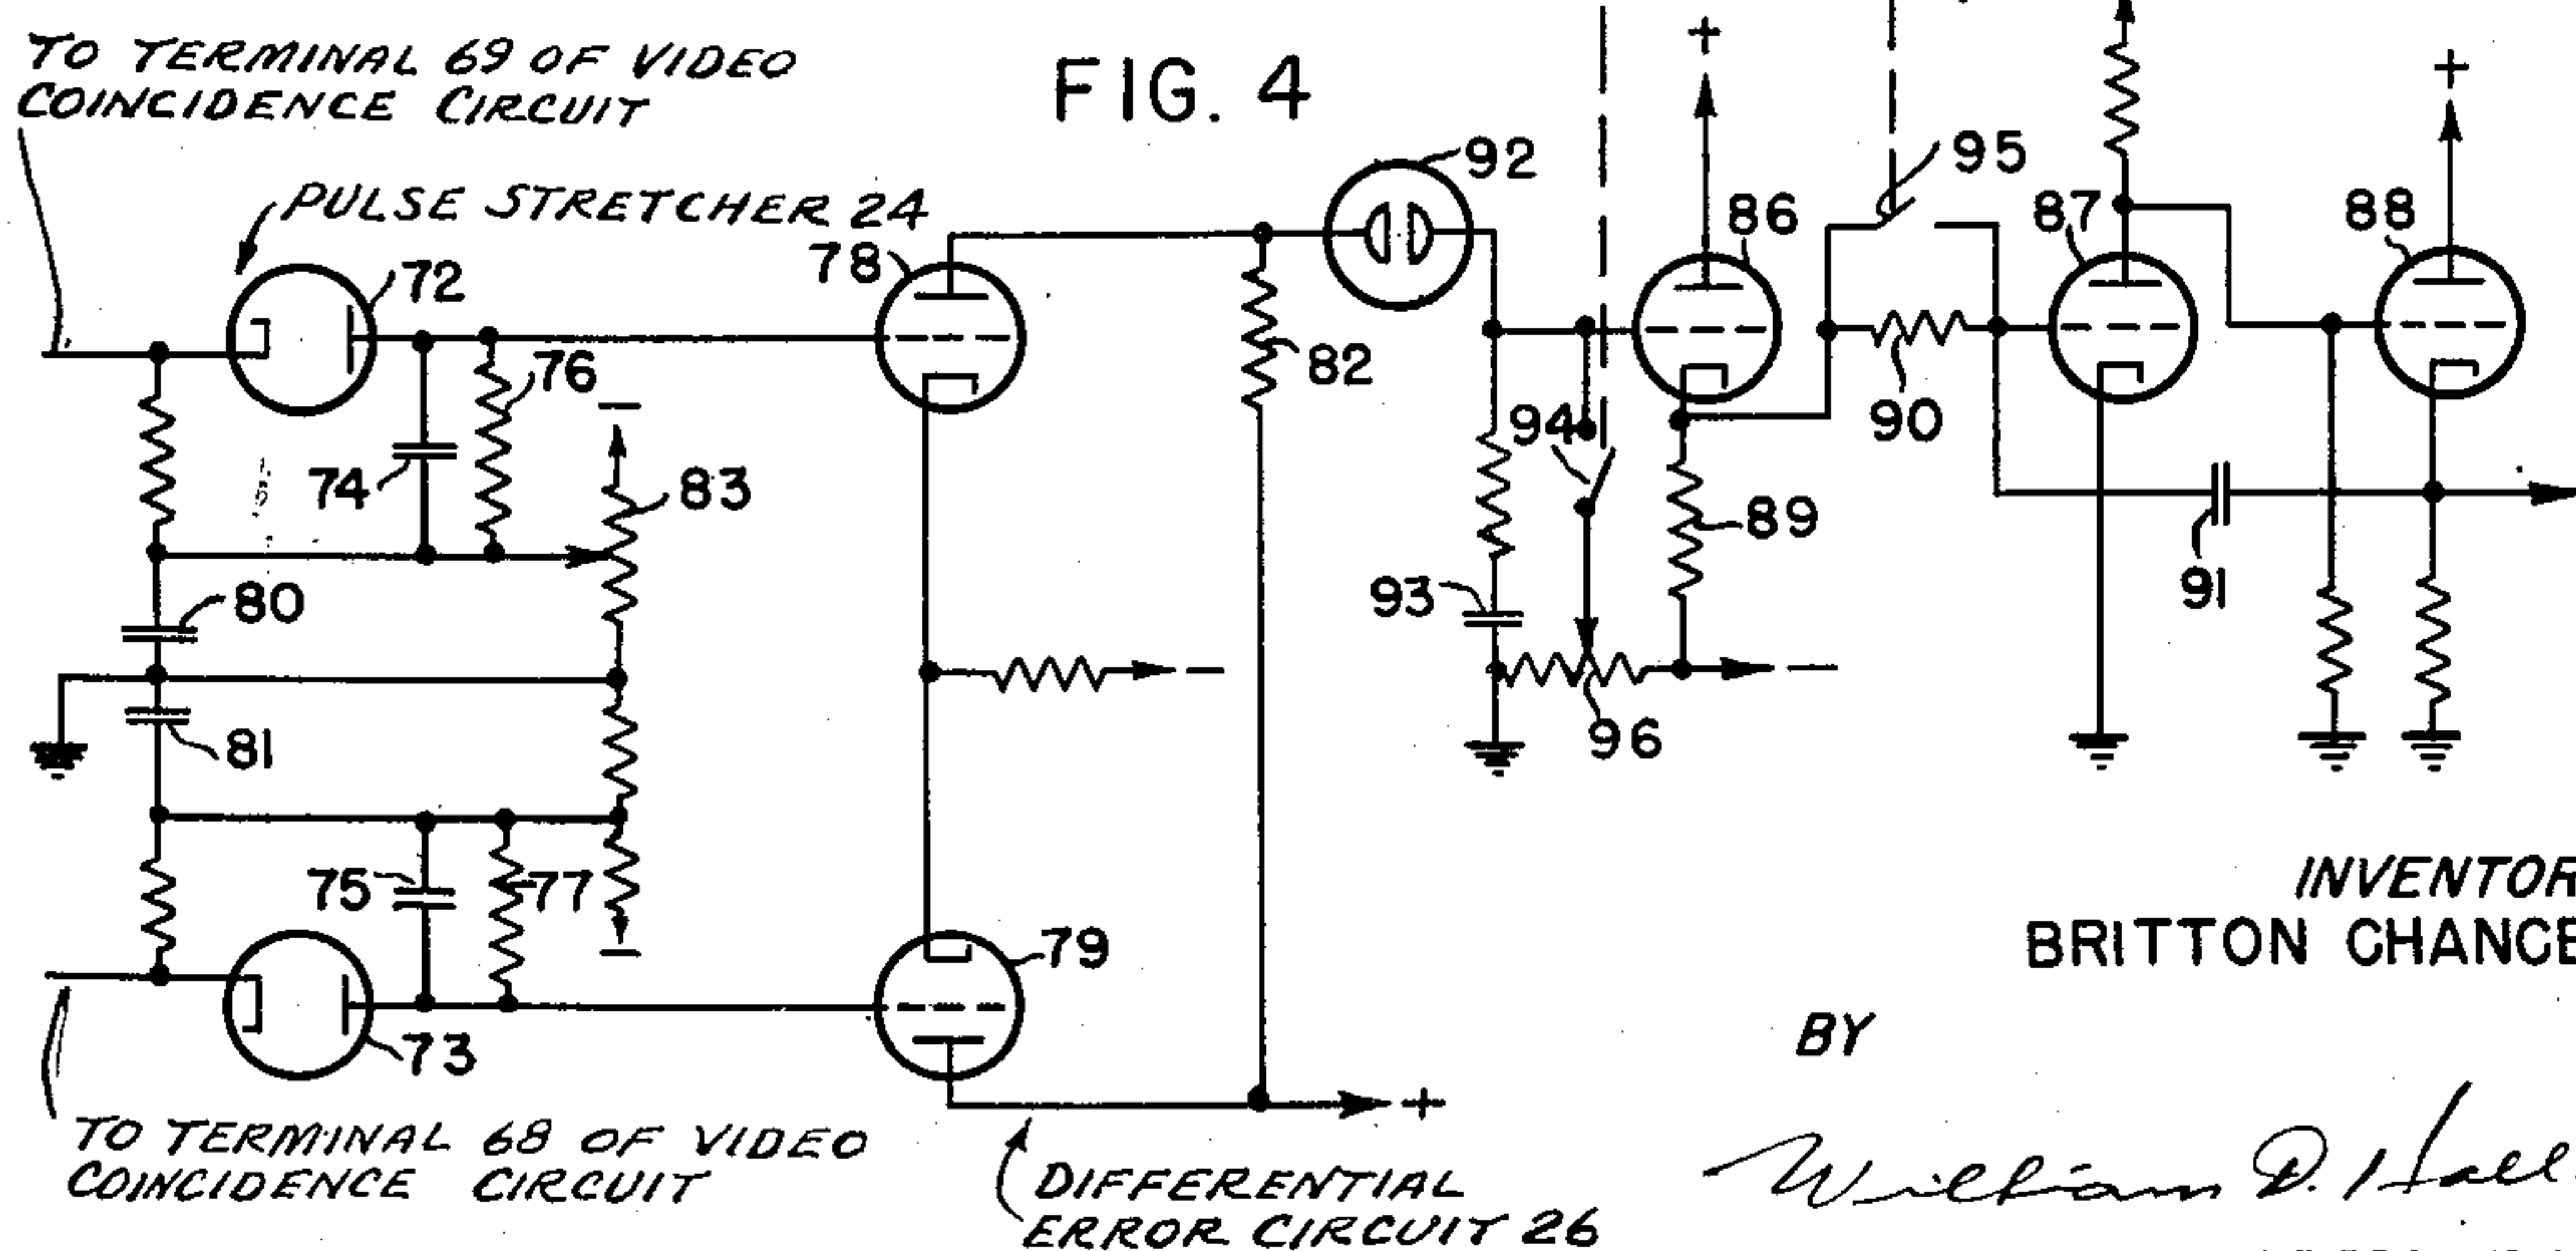 TO TERMINAL 69 OF VIDEO
COINCIDENCE CIRCUIT
FIG. 4
PULSE STRETCHER 24
72
78
92
86
95
87
88
76
74
83
82
94
90
89
80
93
91
81
96
75
77
79
73
TO TERMINAL 68 OF VIDEO
COINCIDENCE CIRCUIT
DIFFERENTIAL
ERROR CIRCUIT 26
INVENTOR
BRITTON CHANCE
BY
William D. Hall